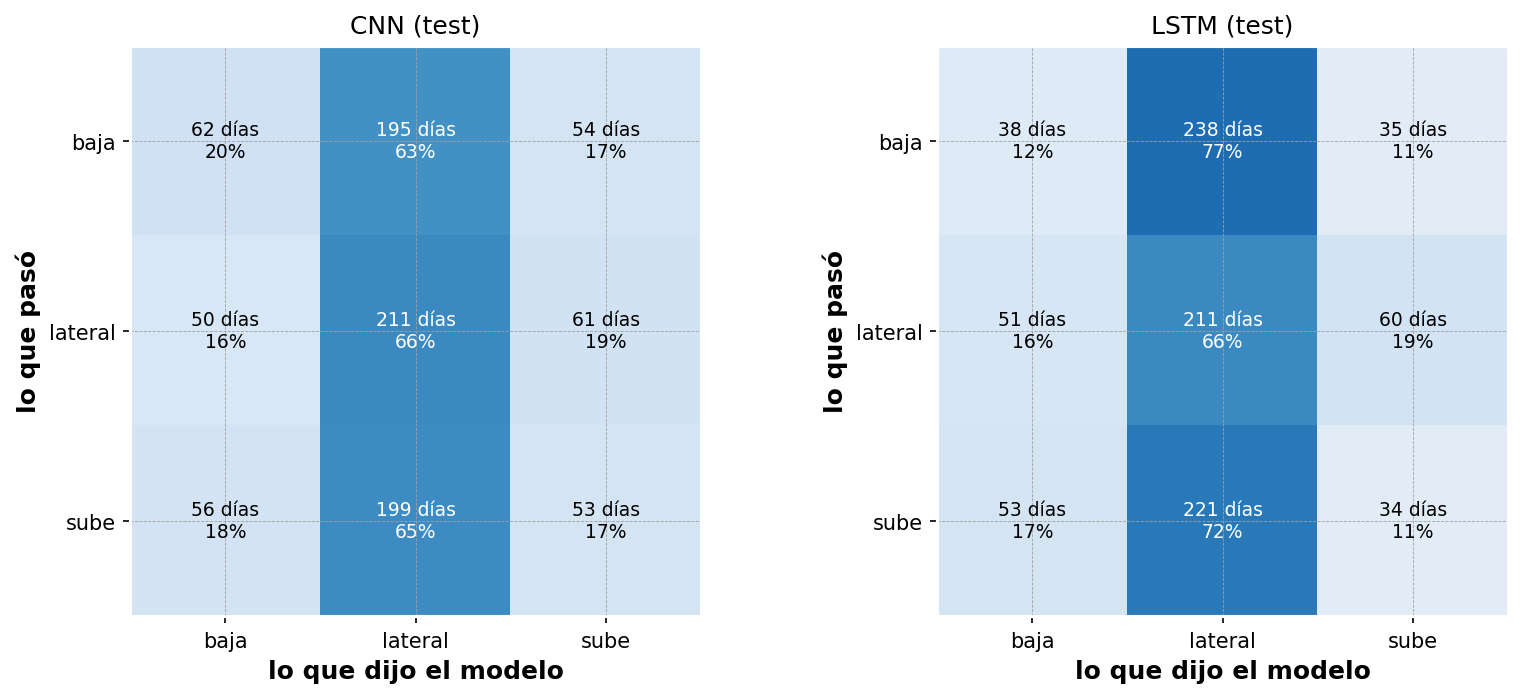 CNN (test)
baja
62 días
20%
195 días
63%
54 días
17%
lateral
50 días
16%
211 días
66%
61 días
19%
sube
56 días
18%
199 días
65%
53 días
17%
baja
lateral
sube
lo que dijo el modelo
lo que pasó
LSTM (test)
baja
38 días
12%
238 días
77%
35 días
11%
lateral
51 días
16%
211 días
66%
60 días
19%
sube
53 días
17%
221 días
72%
34 días
11%
baja
lateral
sube
lo que dijo el modelo
lo que pasó